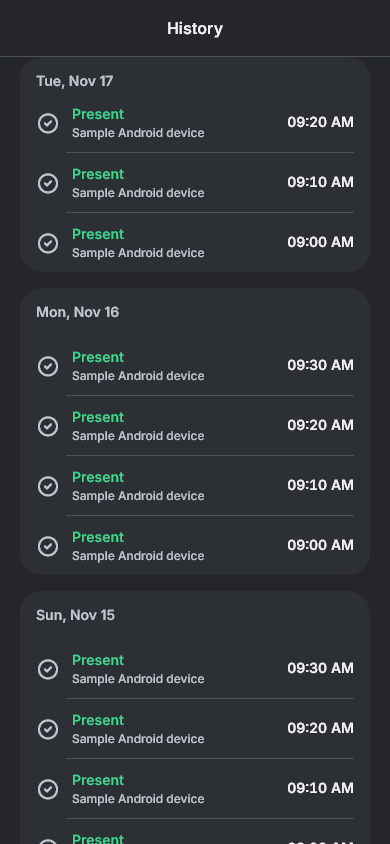 History
Tue, Nov 17
Present
Sample Android device
09:20 AM
Present
Sample Android device
09:10 AM
Present
Sample Android device
09:00 AM
Mon, Nov 16
Present
Sample Android device
09:30 AM
Present
Sample Android device
09:20 AM
Present
Sample Android device
09:10 AM
Present
Sample Android device
09:00 AM
Sun, Nov 15
Present
Sample Android device
09:30 AM
Present
Sample Android device
09:20 AM
Present
Sample Android device
09:10 AM
Present